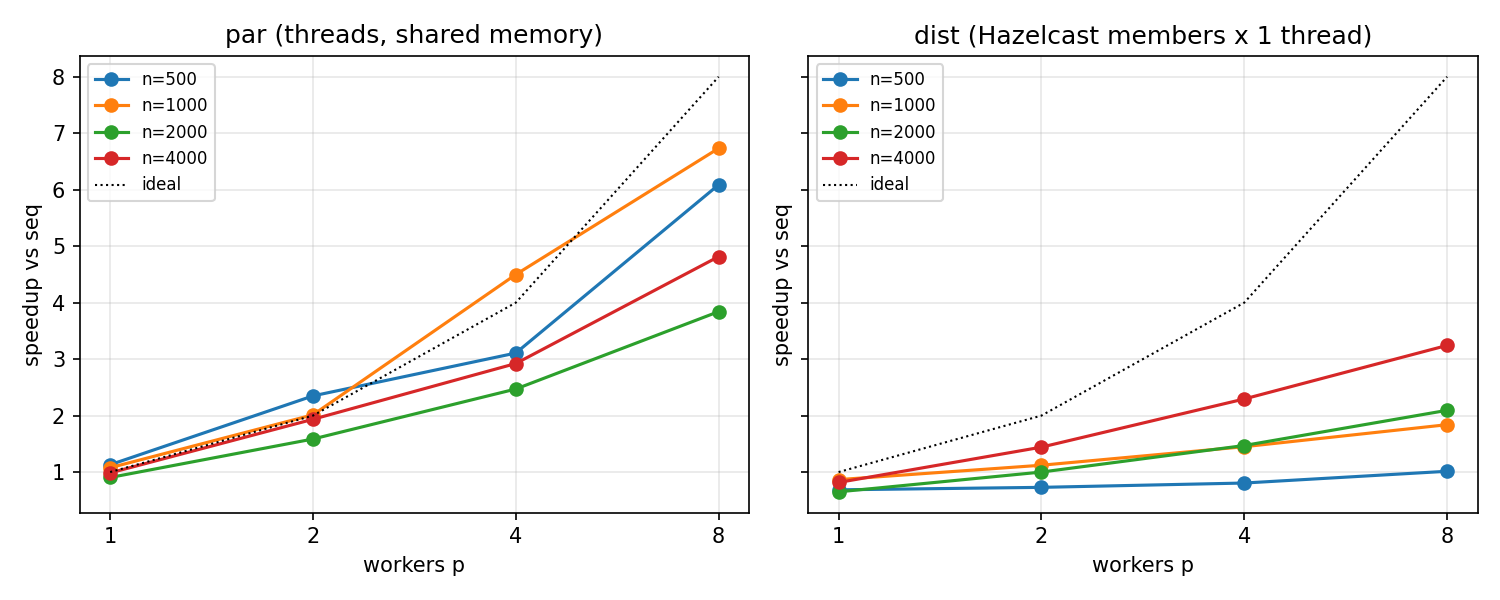 par (threads, shared memory)
speedup vs seq
8
7
6
5
4
3
2
1
n=500
n=1000
n=2000
n=4000
ideal
1 2 4 8
workers p
dist (Hazelcast members x 1 thread)
speedup vs seq
n=500
n=1000
n=2000
n=4000
ideal
1 2 4 8
workers p